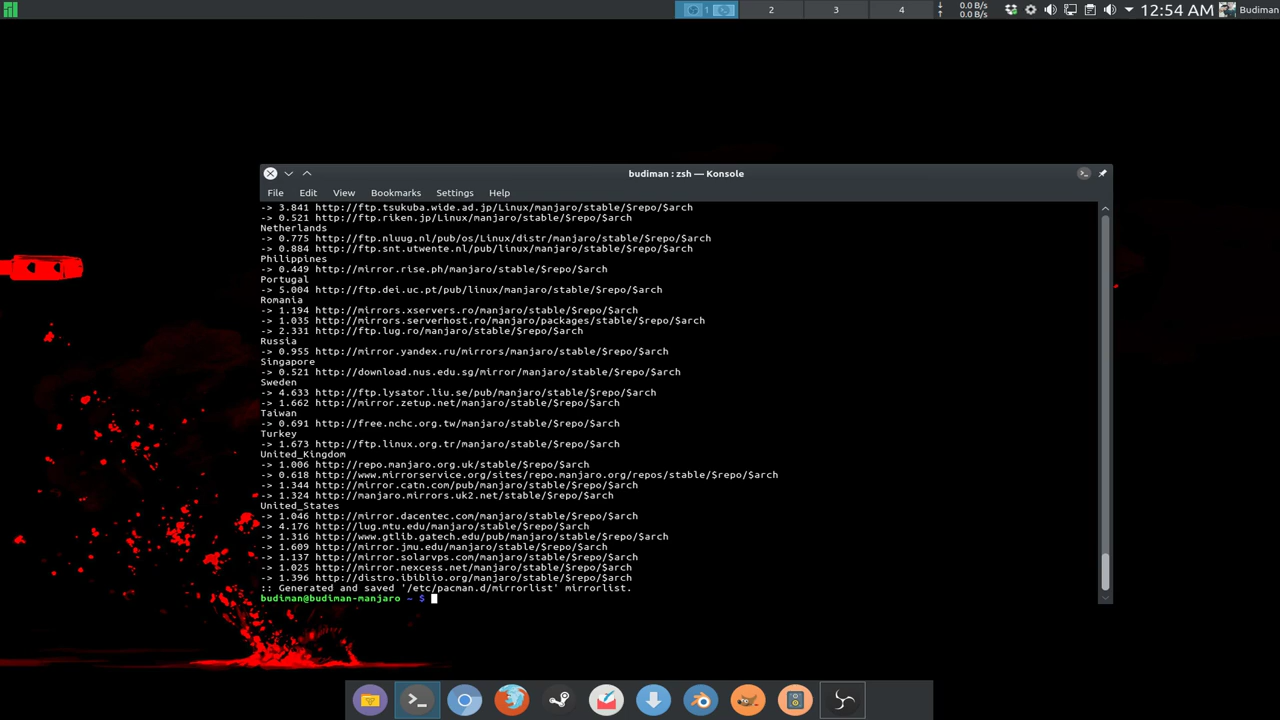 1
2
3
4
0.0 B/s
0.0 B/s
12:54 AM
Budiman
budiman : zsh — Konsole
File Edit View Bookmarks Settings Help
-> 3.841 http://ftp.tsukuba.wide.ad.jp/Linux/manjaro/stable/$repo/$arch
-> 0.521 http://ftp.riken.jp/Linux/manjaro/stable/$repo/$arch
Netherlands
-> 0.775 http://ftp.nluug.nl/pub/os/Linux/distr/manjaro/stable/$repo/$arch
-> 0.884 http://ftp.snt.utwente.nl/pub/linux/manjaro/stable/$repo/$arch
Philippines
-> 0.449 http://mirror.rise.ph/manjaro/stable/$repo/$arch
Portugal
-> 5.004 http://ftp.dei.uc.pt/pub/linux/manjaro/stable/$repo/$arch
Romania
-> 1.194 http://mirrors.xservers.ro/manjaro/stable/$repo/$arch
-> 1.035 http://mirrors.serverhost.ro/manjaro/packages/stable/$repo/$arch
-> 2.331 http://ftp.lug.ro/manjaro/stable/$repo/$arch
Russia
-> 0.955 http://mirror.yandex.ru/mirrors/manjaro/stable/$repo/$arch
Singapore
-> 0.521 http://download.nus.edu.sg/mirror/manjaro/stable/$repo/$arch
Sweden
-> 4.633 http://ftp.lysator.liu.se/pub/manjaro/stable/$repo/$arch
-> 1.662 http://mirror.zetup.net/manjaro/stable/$repo/$arch
Taiwan
-> 0.691 http://free.nchc.org.tw/manjaro/stable/$repo/$arch
Turkey
-> 1.673 http://ftp.linux.org.tr/manjaro/stable/$repo/$arch
United_Kingdom
-> 1.006 http://repo.manjaro.org.uk/stable/$repo/$arch
-> 0.618 http://www.mirrorservice.org/sites/repo.manjaro.org/repos/stable/$repo/$arch
-> 1.344 http://mirror.catn.com/pub/manjaro/stable/$repo/$arch
-> 1.324 http://manjaro.mirrors.uk2.net/stable/$repo/$arch
United_States
-> 1.046 http://mirror.dacentec.com/manjaro/stable/$repo/$arch
-> 4.176 http://lug.mtu.edu/manjaro/stable/$repo/$arch
-> 1.316 http://www.gtlib.gatech.edu/pub/manjaro/stable/$repo/$arch
-> 1.609 http://mirror.jmu.edu/manjaro/stable/$repo/$arch
-> 1.137 http://mirror.solarvps.com/manjaro/stable/$repo/$arch
-> 1.025 http://mirror.nexcess.net/manjaro/stable/$repo/$arch
-> 1.396 http://distro.ibiblio.org/manjaro/stable/$repo/$arch
:: Generated and saved '/etc/pacman.d/mirrorlist' mirrorlist.
budiman@budiman-manjaro ~ $